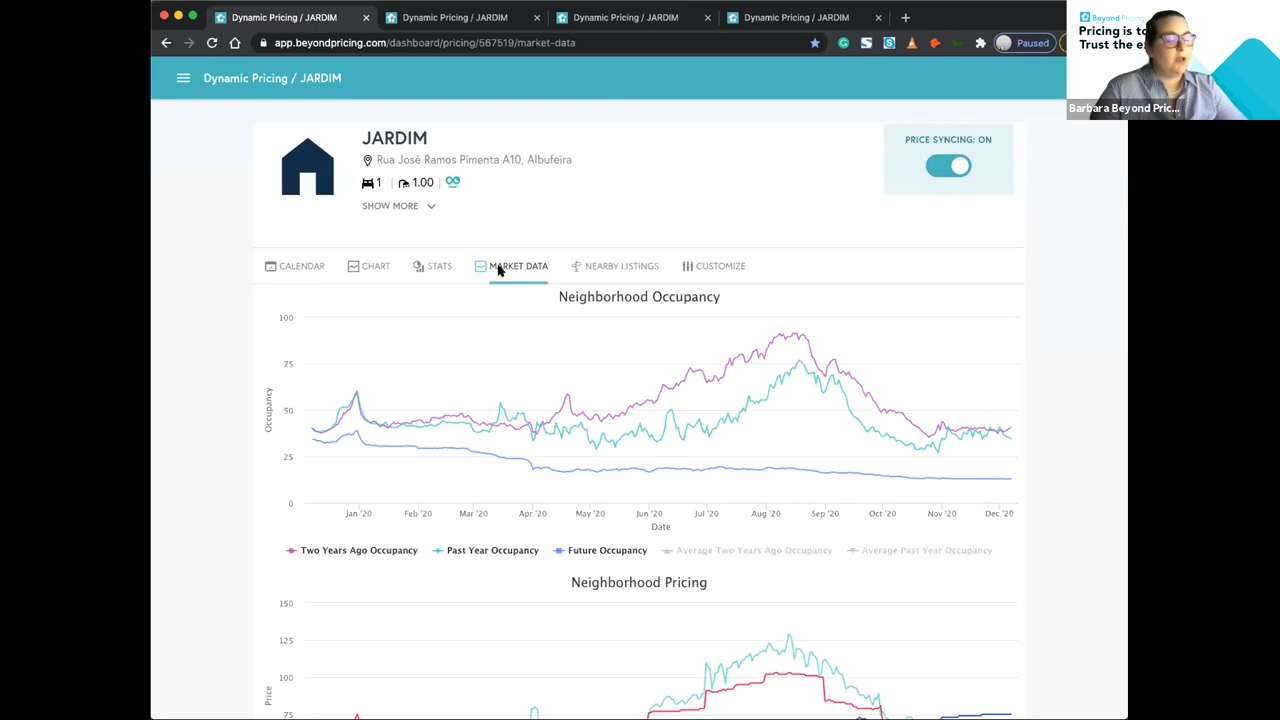 Dynamic Pricing / JARDIM
Dynamic Pricing / JARDIM
Dynamic Pricing / JARDIM
Dynamic Pricing / JARDIM
app.beyondpricing.com/dashboard/pricing/567519/market-data
Paused
Beyond Pricing
Pricing is to
Trust the e
Barbara Beyond Pric...
Dynamic Pricing / JARDIM
JARDIM
Rua José Ramos Pimenta A10, Albufeira
1 1.00
SHOW MORE
PRICE SYNCING: ON
CALENDAR CHART STATS MARKET DATA NEARBY LISTINGS CUSTOMIZE
Neighborhood Occupancy
100
75
50
25
0
Occupancy
Jan '20 Feb '20 Mar '20 Apr '20 May '20 Jun '20 Jul '20 Aug '20 Sep '20 Oct '20 Nov '20 Dec '20
Date
Two Years Ago Occupancy Past Year Occupancy Future Occupancy Average Two Years Ago Occupancy Average Past Year Occupancy
Neighborhood Pricing
150
125
100
75
Price